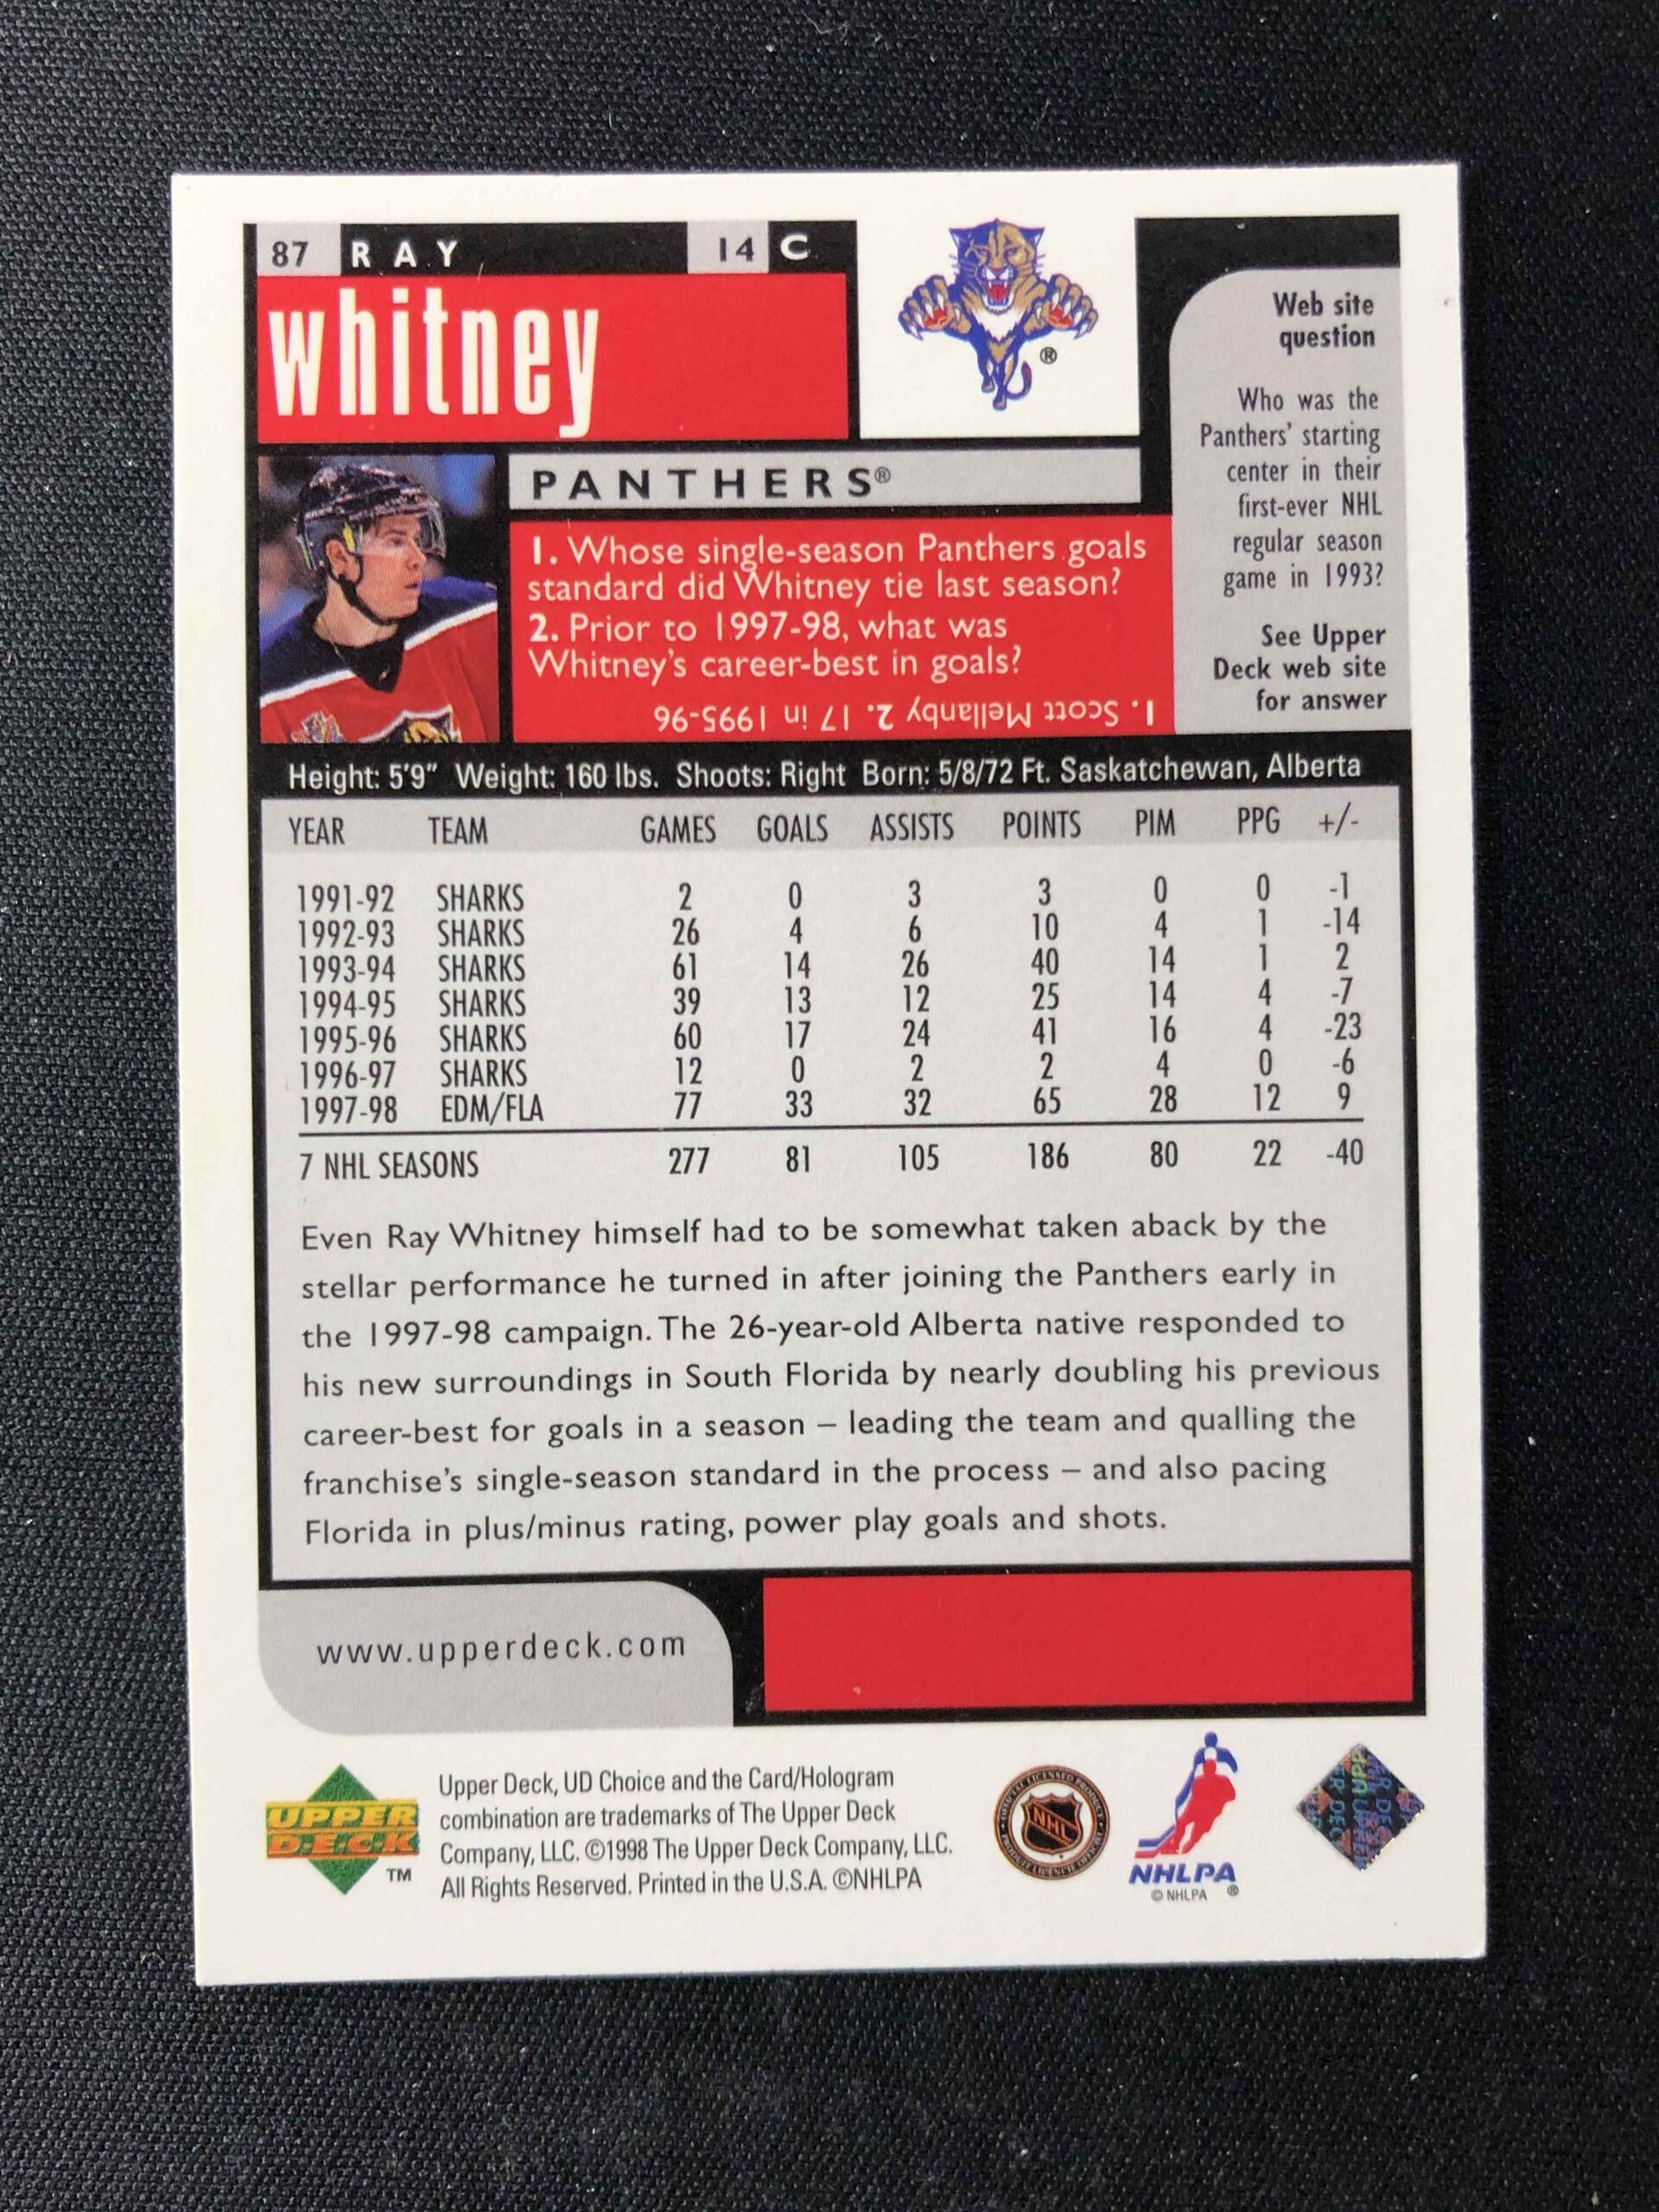 87 RAY 14 C
whitney
®
PANTHERS®
1. Whose single-season Panthers goals
standard did Whitney tie last season?
2. Prior to 1997-98, what was
Whitney's career-best in goals?
1. Scott Mellanby 2. 17 in 1995-96
Web site
question
Who was the
Panthers' starting
center in their
first-ever NHL
regular season
game in 1993?
See Upper
Deck web site
for answer
Height: 5'9" Weight: 160 lbs. Shoots: Right Born: 5/8/72 Ft. Saskatchewan, Alberta
YEAR TEAM GAMES GOALS ASSISTS POINTS PIM PPG +/-
1991-92 SHARKS 2 0 3 3 0 0 -1
1992-93 SHARKS 26 4 6 10 4 1 -14
1993-94 SHARKS 61 14 26 40 14 1 2
1994-95 SHARKS 39 13 12 25 14 4 -7
1995-96 SHARKS 60 17 24 41 16 4 -23
1996-97 SHARKS 12 0 2 2 4 0 -6
1997-98 EDM/FLA 77 33 32 65 28 12 9
7 NHL SEASONS 277 81 105 186 80 22 -40
Even Ray Whitney himself had to be somewhat taken aback by the
stellar performance he turned in after joining the Panthers early in
the 1997-98 campaign. The 26-year-old Alberta native responded to
his new surroundings in South Florida by nearly doubling his previous
career-best for goals in a season – leading the team and qualling the
franchise's single-season standard in the process – and also pacing
Florida in plus/minus rating, power play goals and shots.
www.upperdeck.com
UPPER
DECK
™
Upper Deck, UD Choice and the Card/Hologram
combination are trademarks of The Upper Deck
Company, LLC. ©1998 The Upper Deck Company, LLC.
All Rights Reserved. Printed in the U.S.A. ©NHLPA
NHL
NHLPA
© NHLPA ®